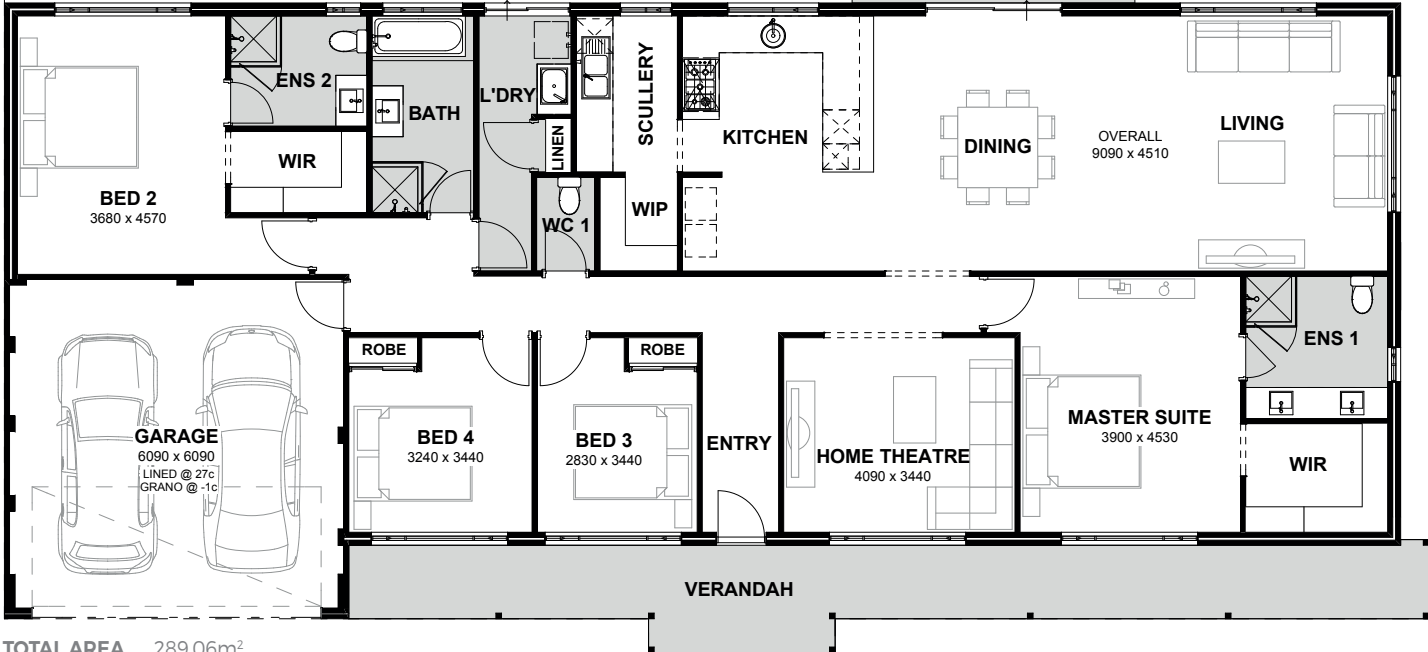 ENS 2
BATH
L'DRY
LINEN
SCULLERY
KITCHEN
DINING
OVERALL
9090 x 4510
LIVING
WIR
BED 2
3680 x 4570
WC 1
WIP
ROBE
ROBE
ENS 1
GARAGE
6090 x 6090
LINED @ 27c
GRANO @ -1c
BED 4
3240 x 3440
BED 3
2830 x 3440
ENTRY
HOME THEATRE
4090 x 3440
MASTER SUITE
3900 x 4530
WIR
VERANDAH
TOTAL AREA 289.06m²